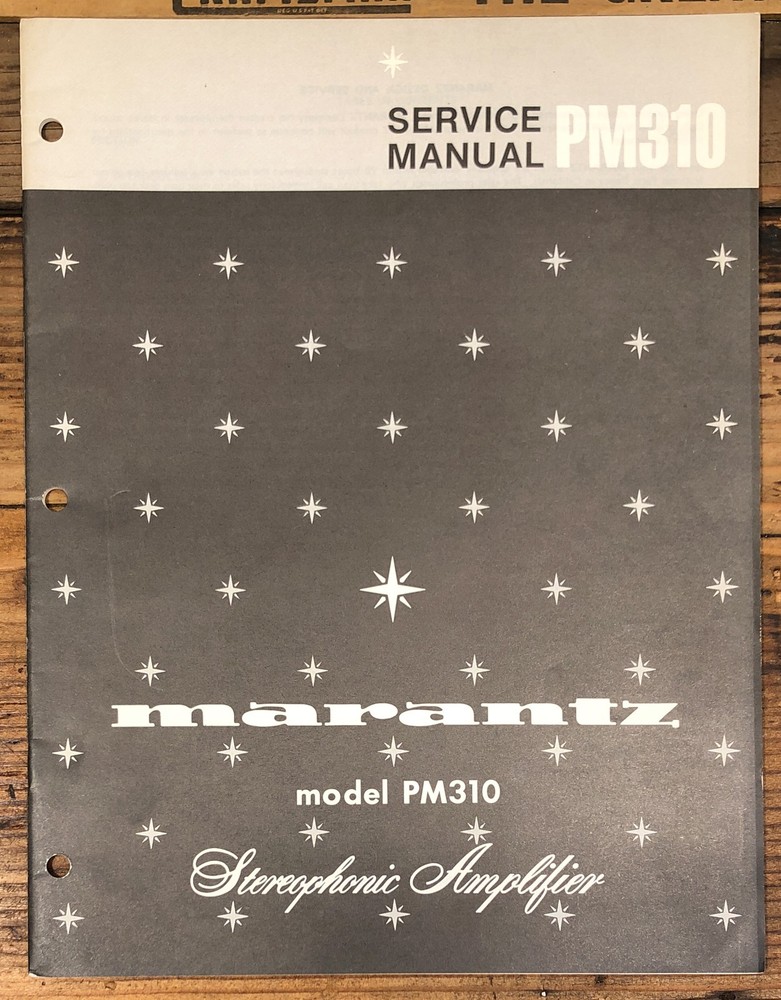 SERVICE
MANUAL PM310
marantz
model PM310
Stereophonic Amplifier